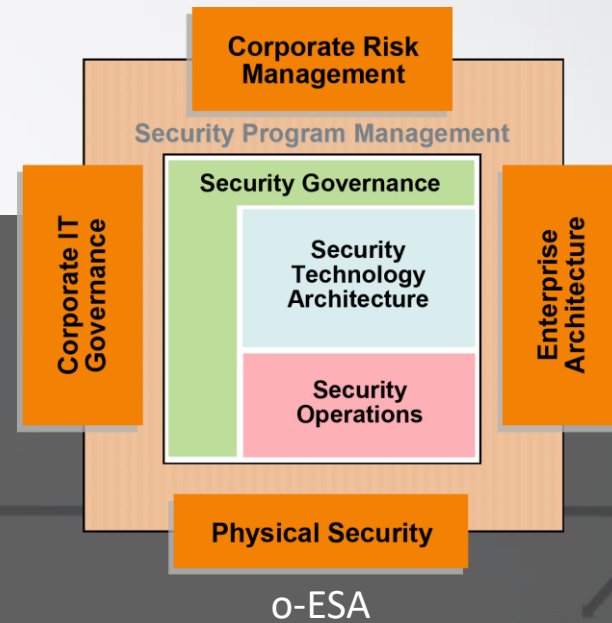 Corporate Risk
Management
Security Program Management
Security Governance
Corporate IT
Governance
Security
Technology
Architecture
Enterprise
Architecture
Security
Operations
Physical Security
o-ESA